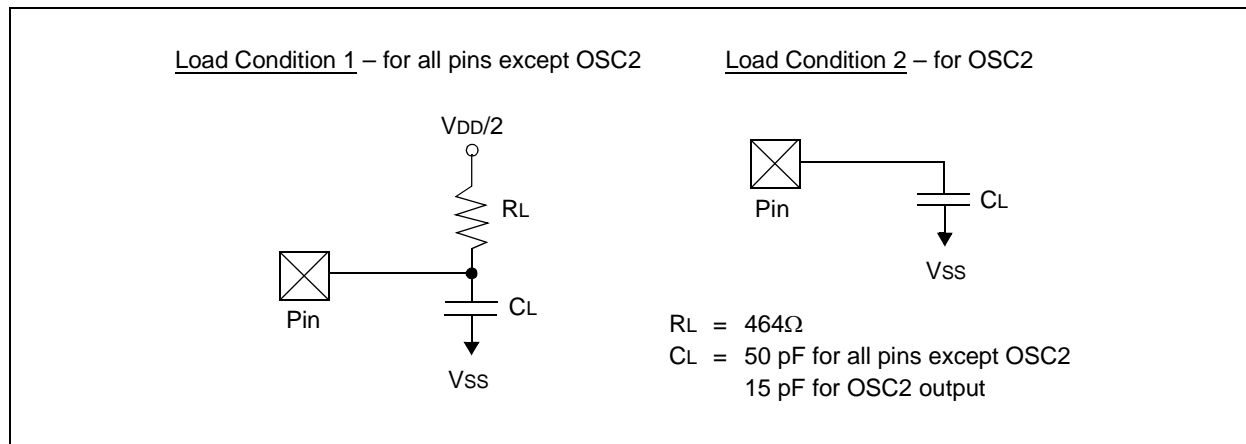 Load Condition 1 – for all pins except OSC2
VDD/2
RL
Pin
CL
VSS
Load Condition 2 – for OSC2
Pin
CL
VSS
RL = 464Ω
CL = 50 pF for all pins except OSC2
15 pF for OSC2 output